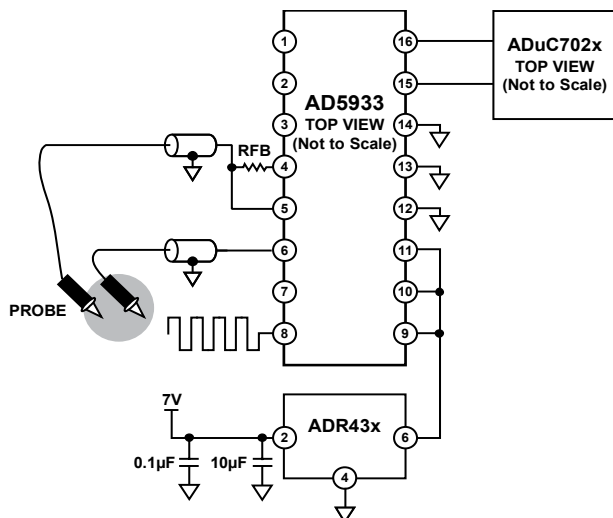 1
2
3
4
5
6
7
8
16
15
14
13
12
11
10
9
AD5933
TOP VIEW
(Not to Scale)
ADuC702x
TOP VIEW
(Not to Scale)
RFB
PROBE
7V
0.1µF
10µF
2
ADR43x
6
4